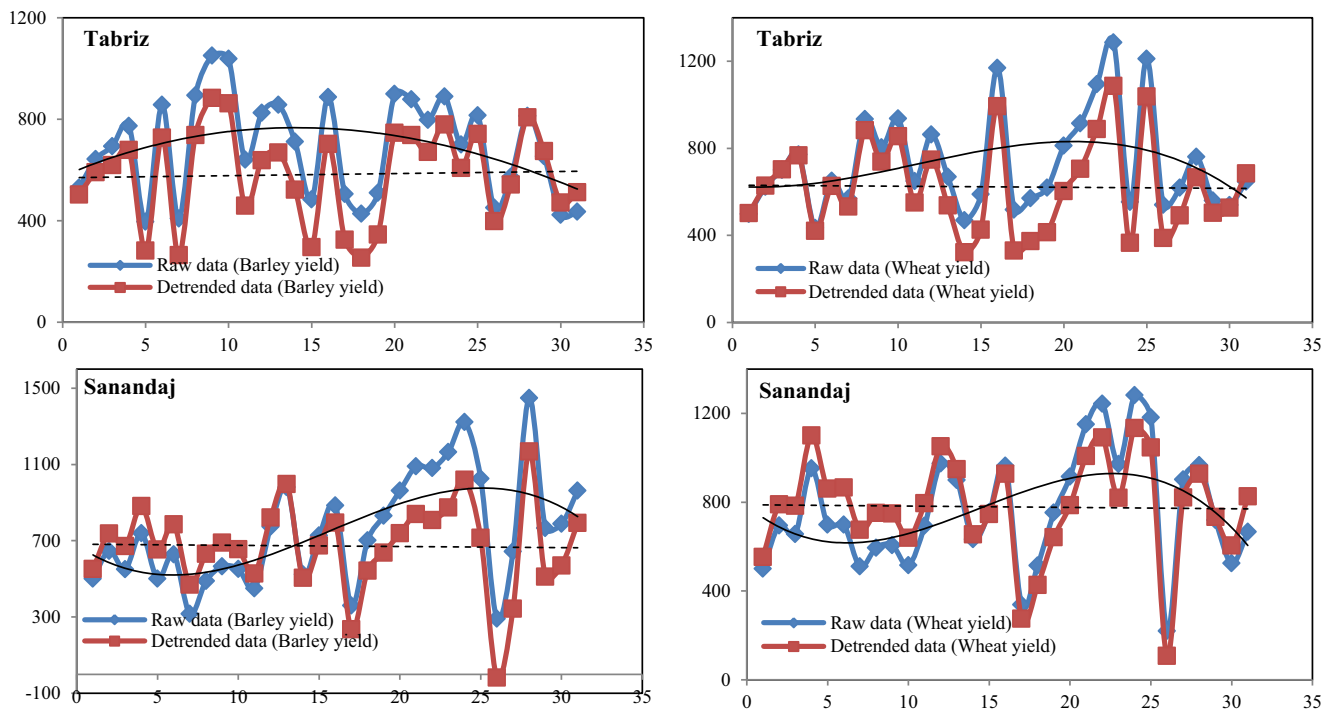 Tabriz
1200
800
400
0
Raw data (Barley yield)
Detrended data (Barley yield)
0 5 10 15 20 25 30 35
Tabriz
1200
800
400
0
Raw data (Wheat yield)
Detrended data (Wheat yield)
0 5 10 15 20 25 30 35
Sanandaj
1500
1100
700
300
-100
Raw data (Barley yield)
Detrended data (Barley yield)
0 5 10 15 20 25 30 35
Sanandaj
1200
800
400
0
Raw data (Wheat yield)
Detrended data (Wheat yield)
0 5 10 15 20 25 30 35